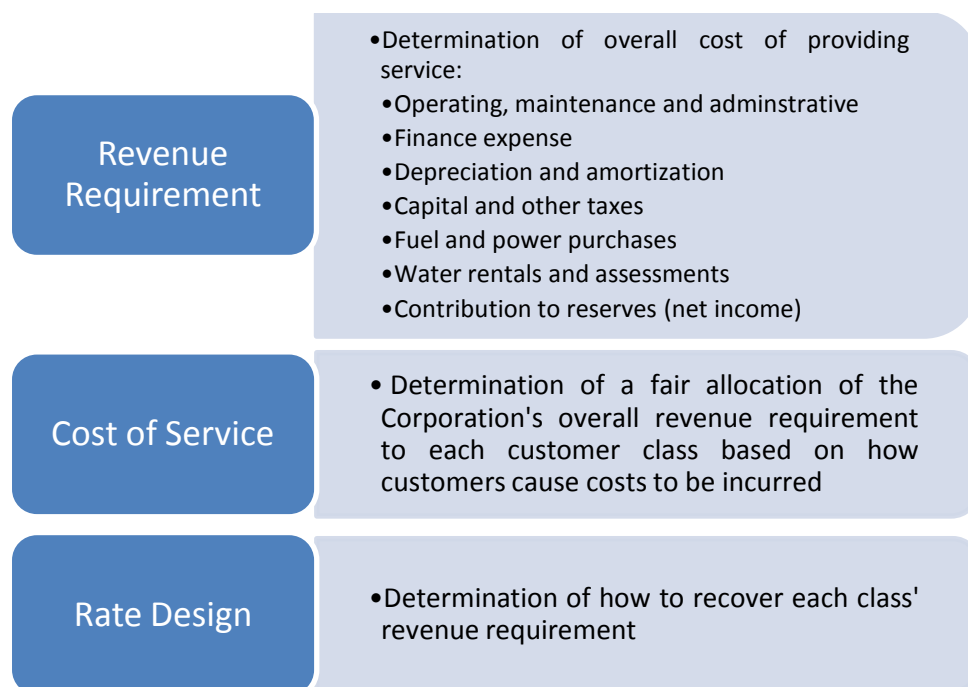 Revenue
Requirement
•Determination of overall cost of providing
service:
•Operating, maintenance and adminstrative
•Finance expense
•Depreciation and amortization
•Capital and other taxes
•Fuel and power purchases
•Water rentals and assessments
•Contribution to reserves (net income)
Cost of Service
• Determination of a fair allocation of the
Corporation's overall revenue requirement
to each customer class based on how
customers cause costs to be incurred
Rate Design
•Determination of how to recover each class'
revenue requirement